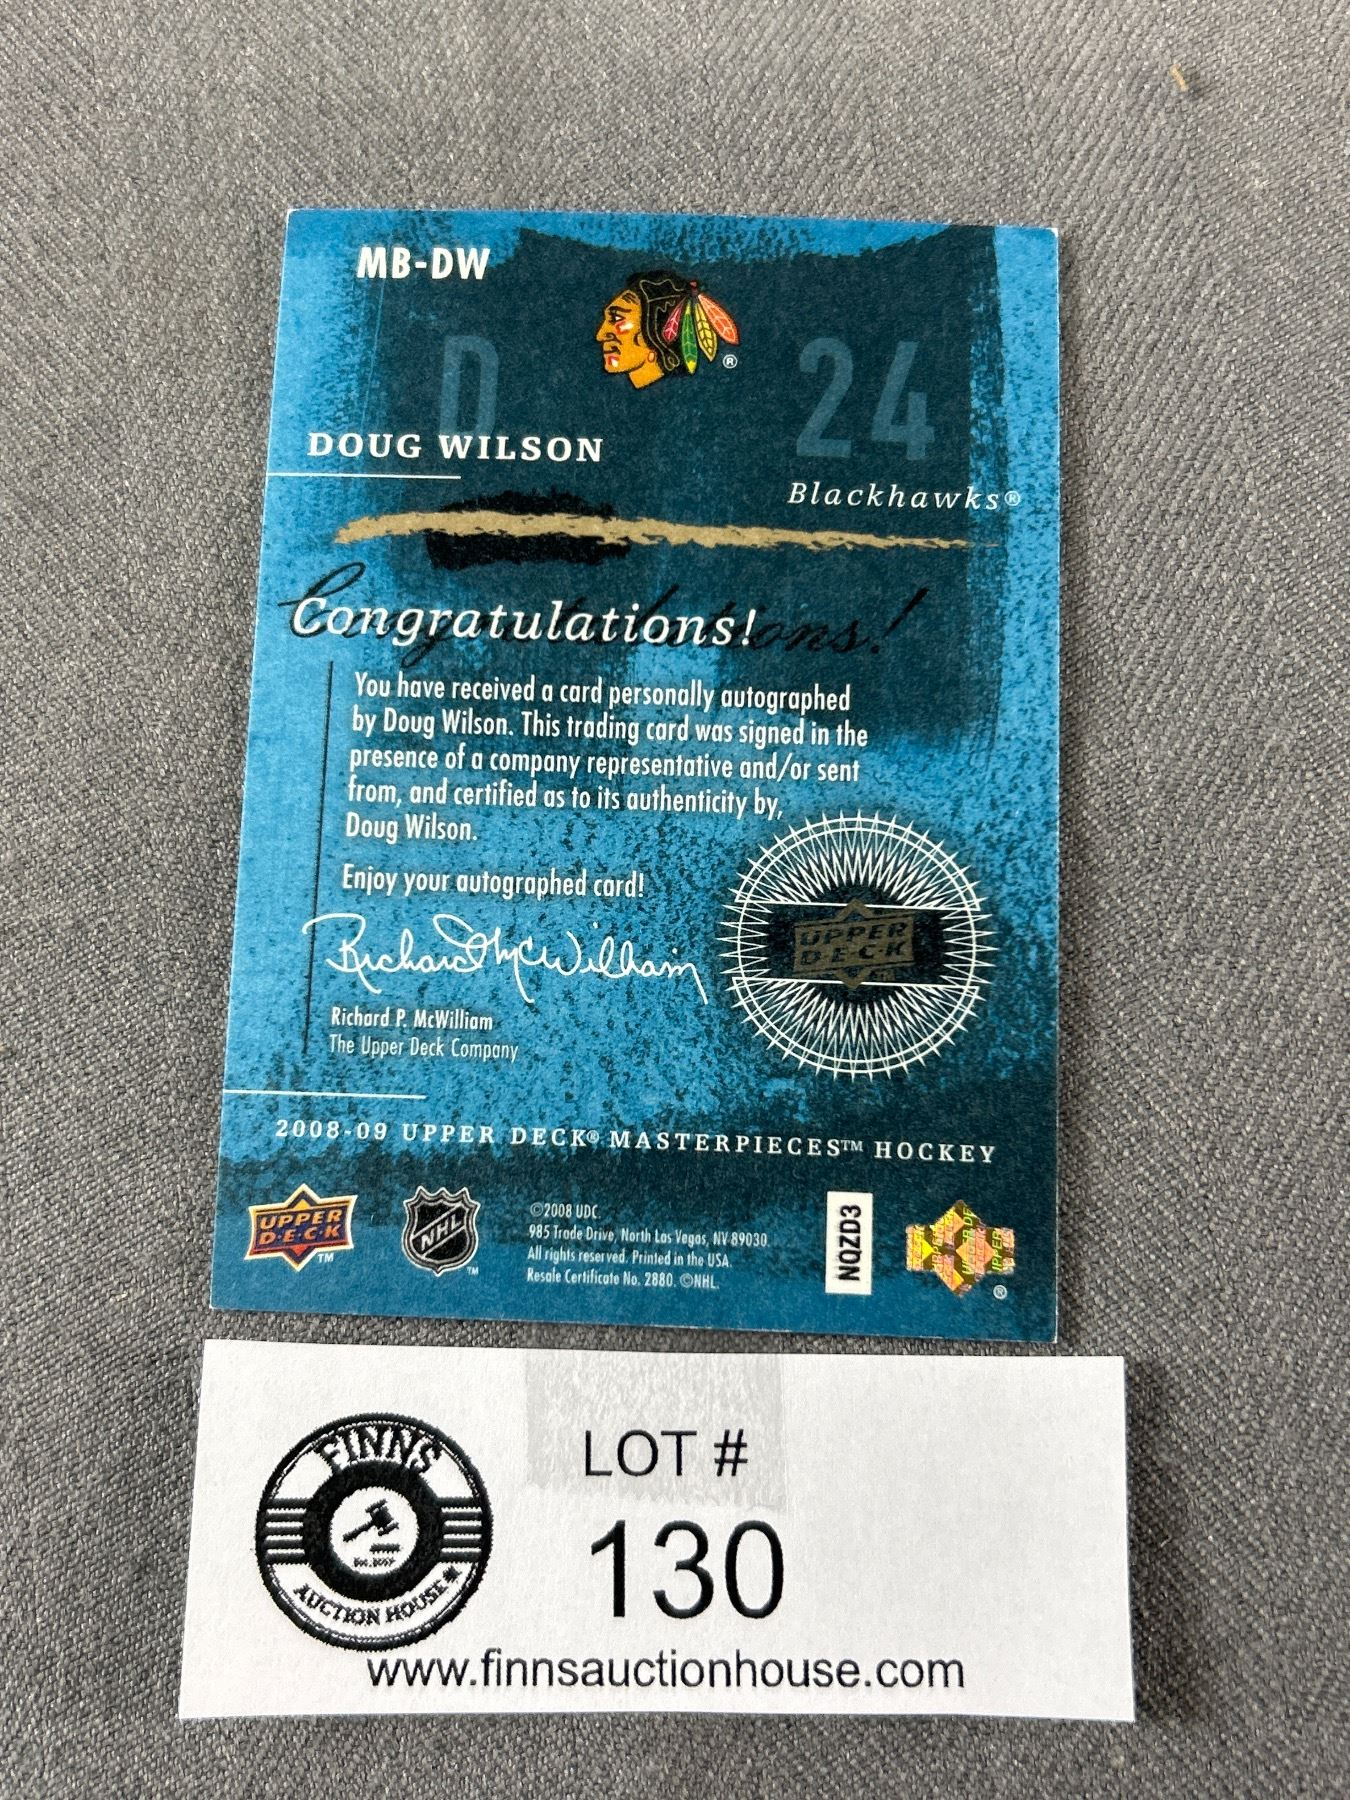 MB-DW
D 24
DOUG WILSON
Blackhawks®
Congratulations!
You have received a card personally autographed
by Doug Wilson. This trading card was signed in the
presence of a company representative and/or sent
from, and certified as to its authenticity by,
Doug Wilson.
Enjoy your autographed card!
Richard McWilliam
Richard P. McWilliam
The Upper Deck Company
UPPER
D·E·C·K
2008-09 UPPER DECK® MASTERPIECES™ HOCKEY
UPPER
D·E·C·K
TM
NHL
TM
©2008 UDC.
985 Trade Drive, North Las Vegas, NV 89030.
All rights reserved. Printed in the USA.
Resale Certificate No. 2880. ©NHL.
NQZD3
®
FINNS
AUCTION HOUSE
LOT #
130
www.finnsauctionhouse.com